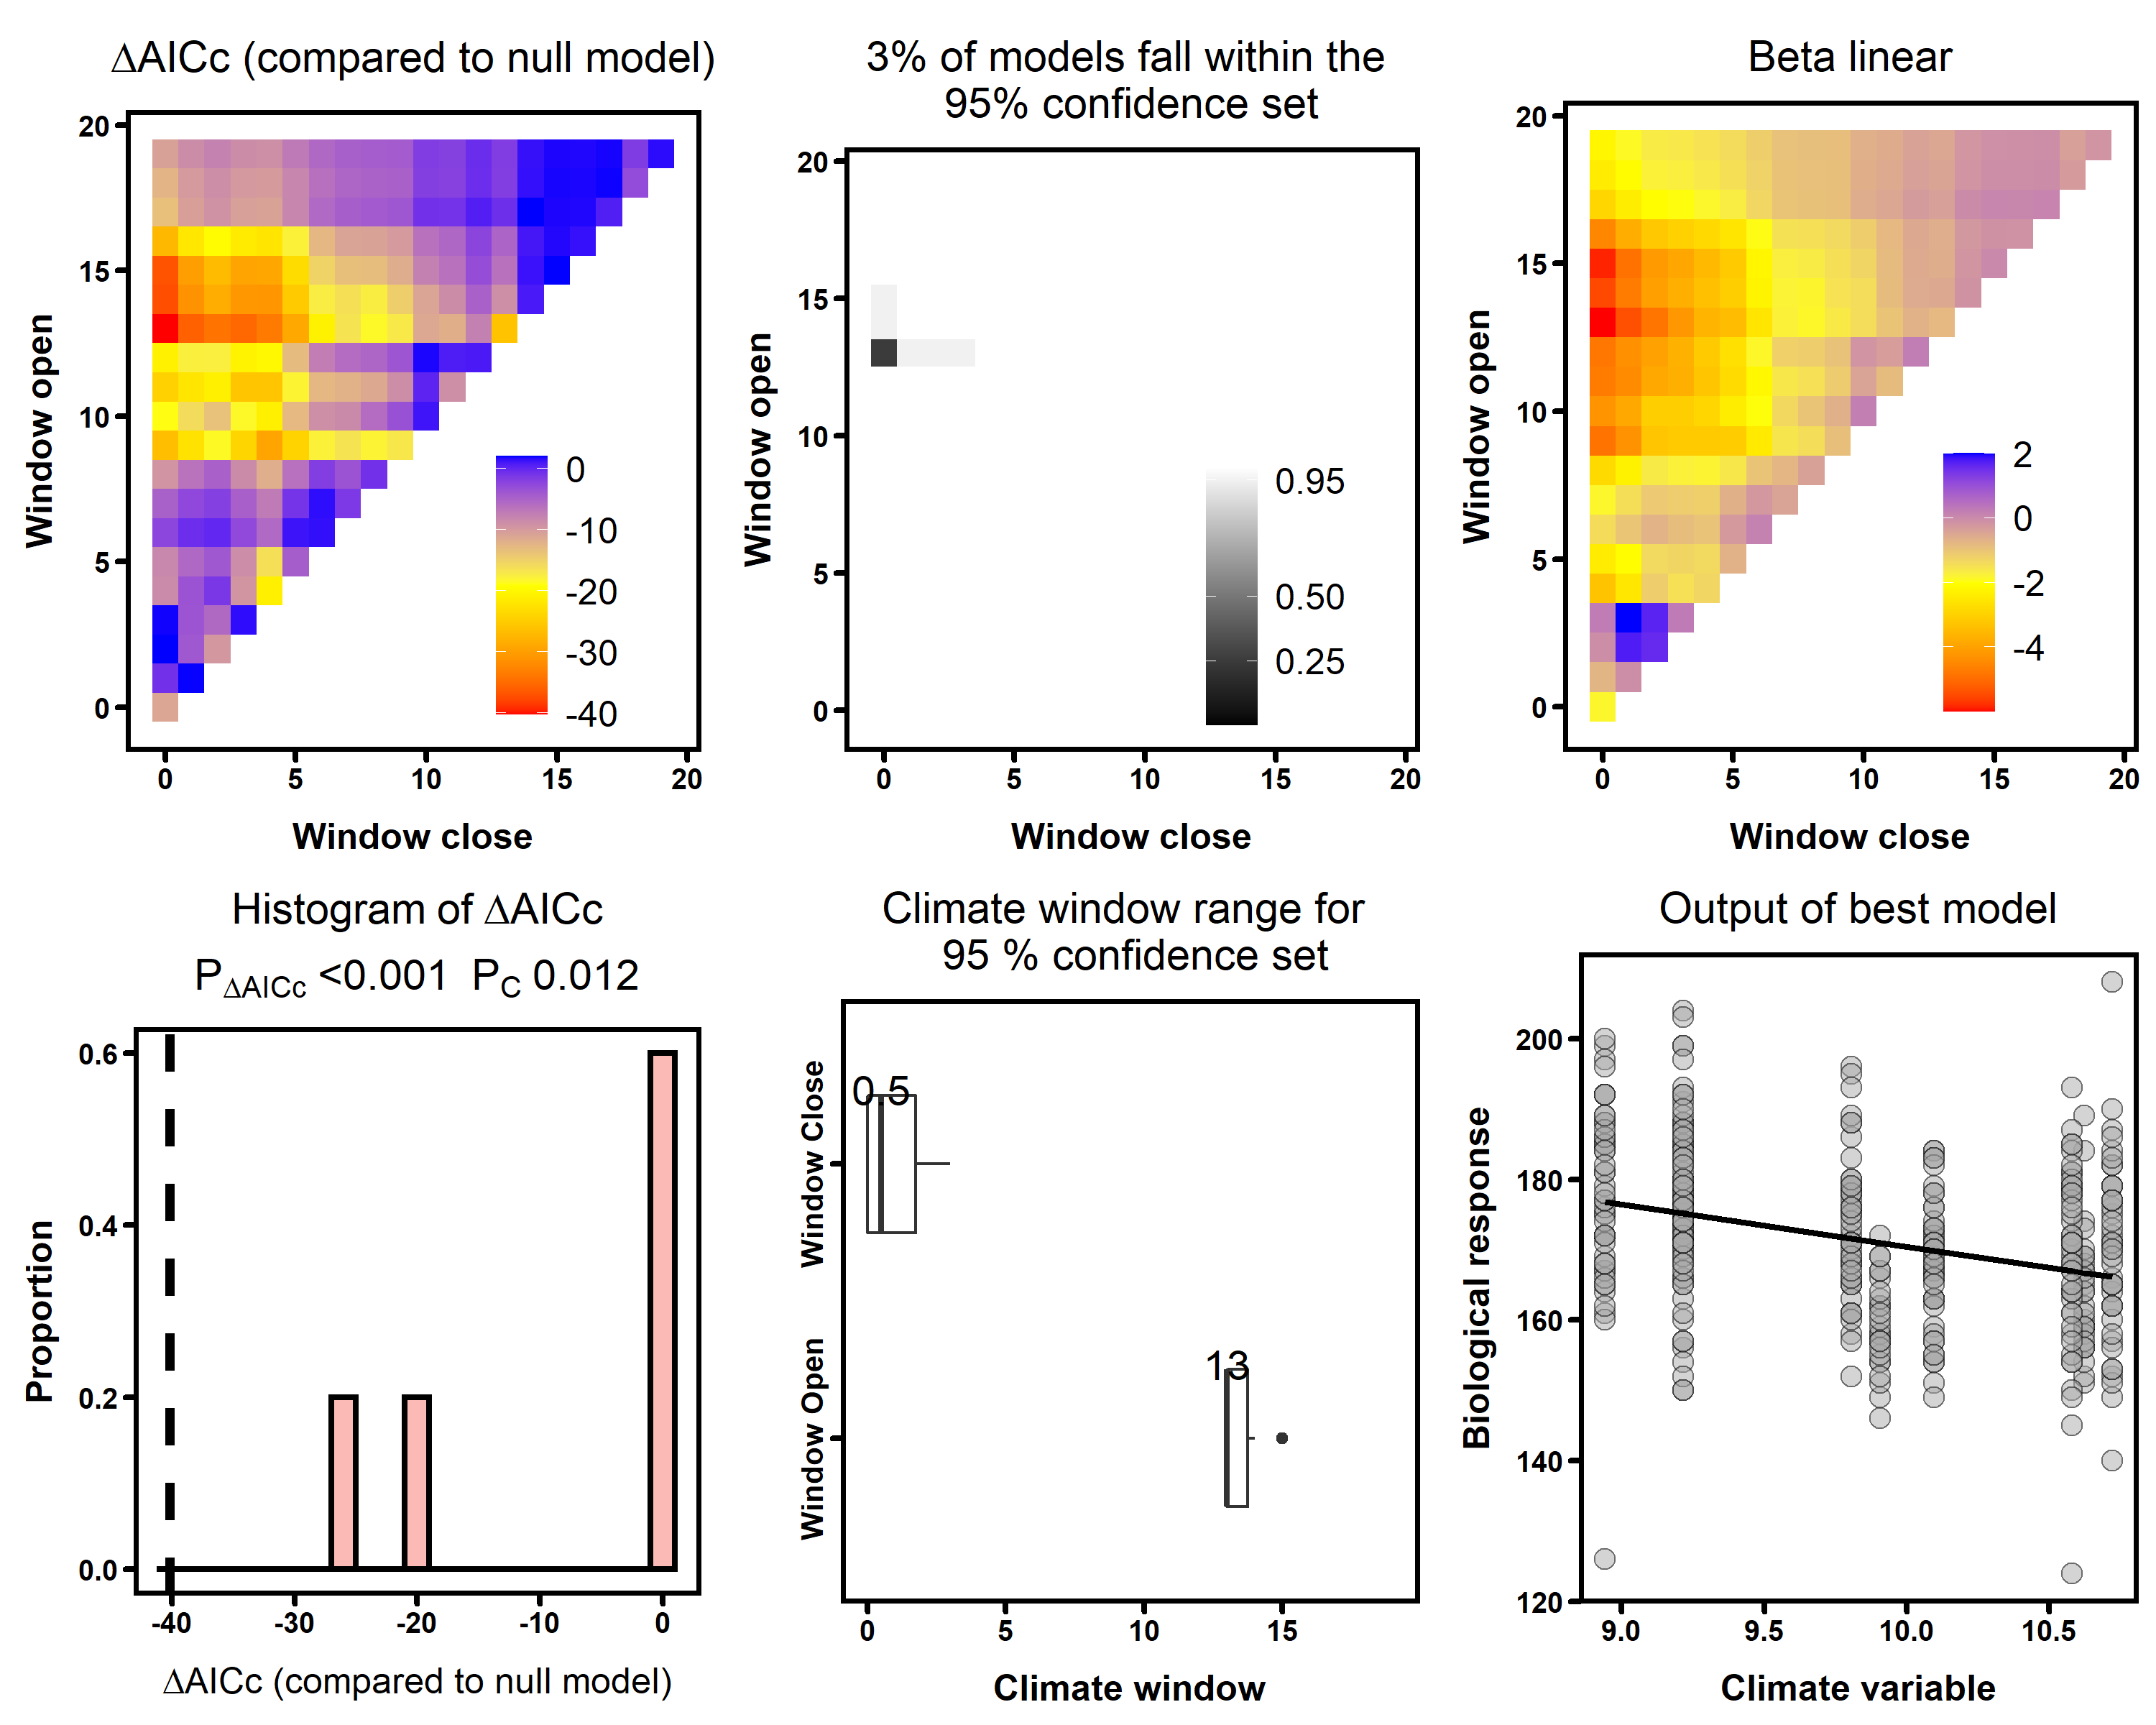 ΔAICc (compared to null model)
20
15
10
5
0
Window open
0
-10
-20
-30
-40
0 5 10 15 20
Window close
3% of models fall within the
95% confidence set
20
15
10
5
0
Window open
0.95
0.50
0.25
0 5 10 15 20
Window close
Beta linear
20
15
10
5
0
Window open
2
0
-2
-4
0 5 10 15 20
Window close
Histogram of ΔAICc
PΔAICc <0.001 PC 0.012
0.6
0.4
0.2
0.0
Proportion
-40 -30 -20 -10 0
ΔAICc (compared to null model)
Climate window range for
95 % confidence set
Window Close
0.5
Window Open
13
0 5 10 15
Climate window
Output of best model
200
180
160
140
120
Biological response
9.0 9.5 10.0 10.5
Climate variable